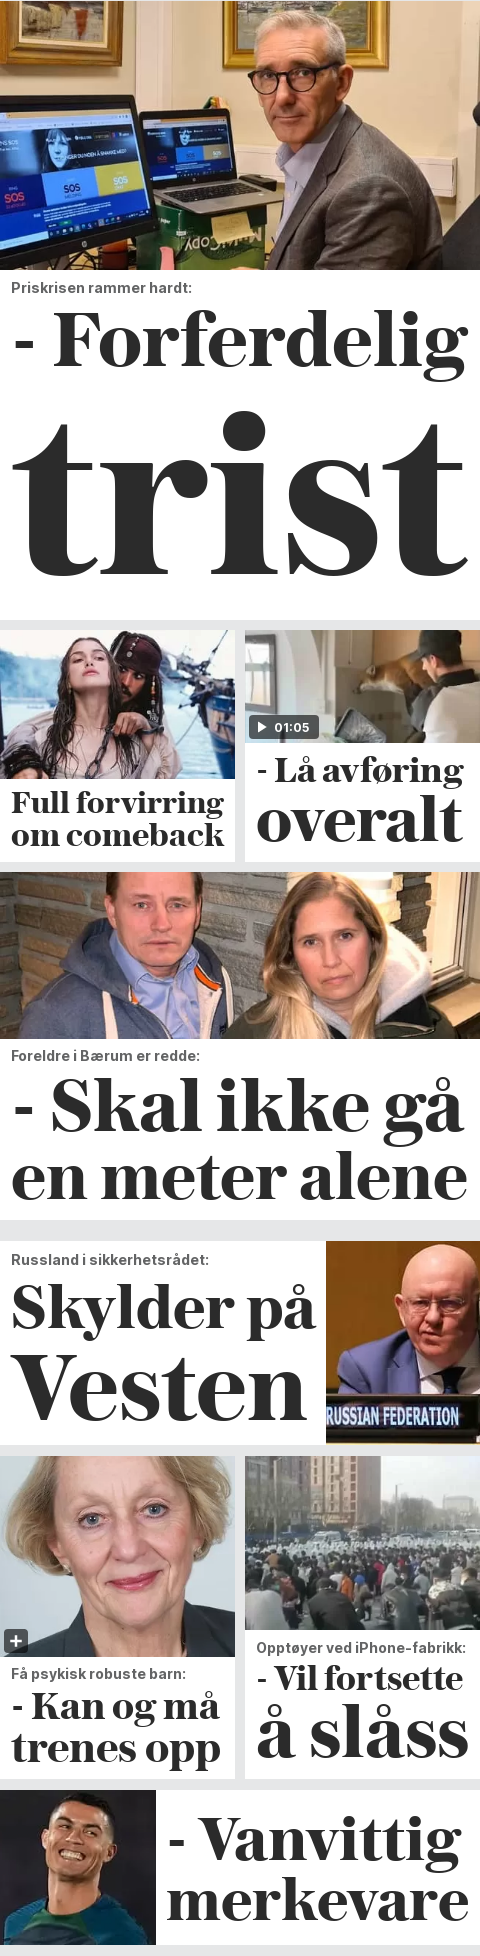 SOS
SOS
SOS
SOS
Priskrisen rammer hardt:
- Forferdelig
trist
01:05
Full forvirring
om comeback
- Lå avføring
overalt
Foreldre i Bærum er redde:
- Skal ikke gå
en meter alene
Russland i sikkerhetsrådet:
Skylder på
Vesten
RUSSIAN FEDERATION
Få psykisk robuste barn:
- Kan og må
trenes opp
Opptøyer ved iPhone-fabrikk:
- Vil fortsette
å slåss
- Vanvittig
merkevare